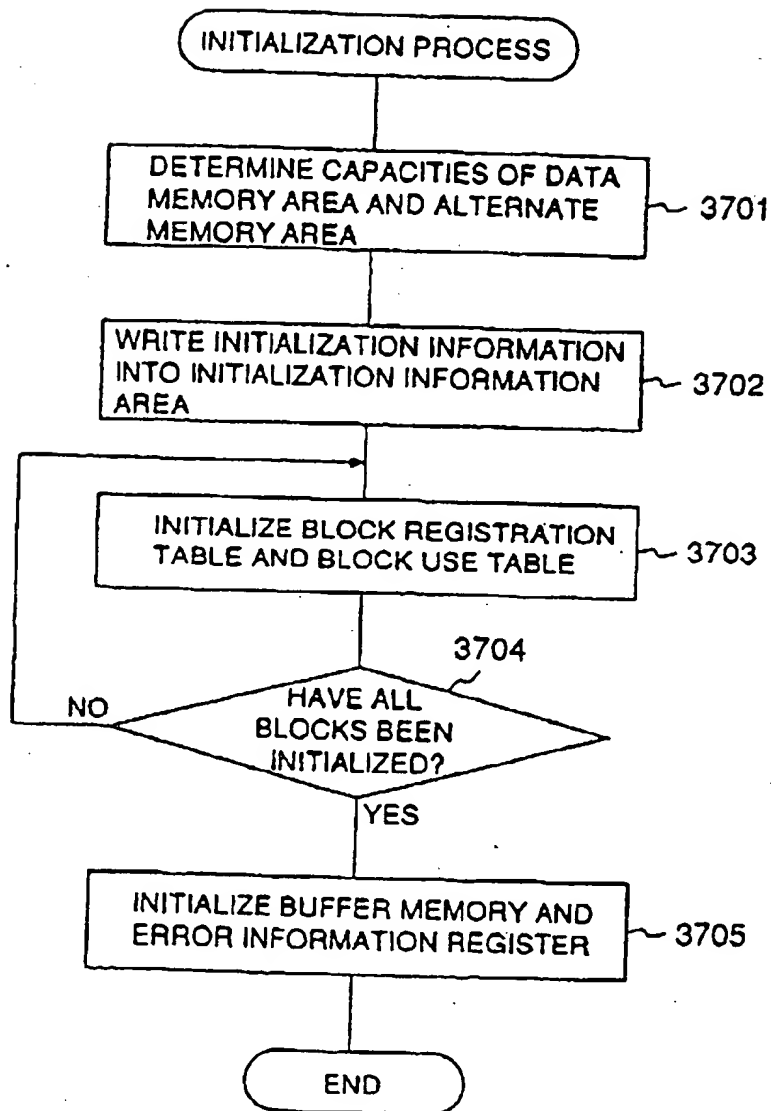 INITIALIZATION PROCESS
DETERMINE CAPACITIES OF DATA
MEMORY AREA AND ALTERNATE
MEMORY AREA
3701
WRITE INITIALIZATION INFORMATION
INTO INITIALIZATION INFORMATION
AREA
3702
INITIALIZE BLOCK REGISTRATION
TABLE AND BLOCK USE TABLE
3703
3704
HAVE ALL
BLOCKS BEEN
INITIALIZED?
NO
YES
INITIALIZE BUFFER MEMORY AND
ERROR INFORMATION REGISTER
3705
END